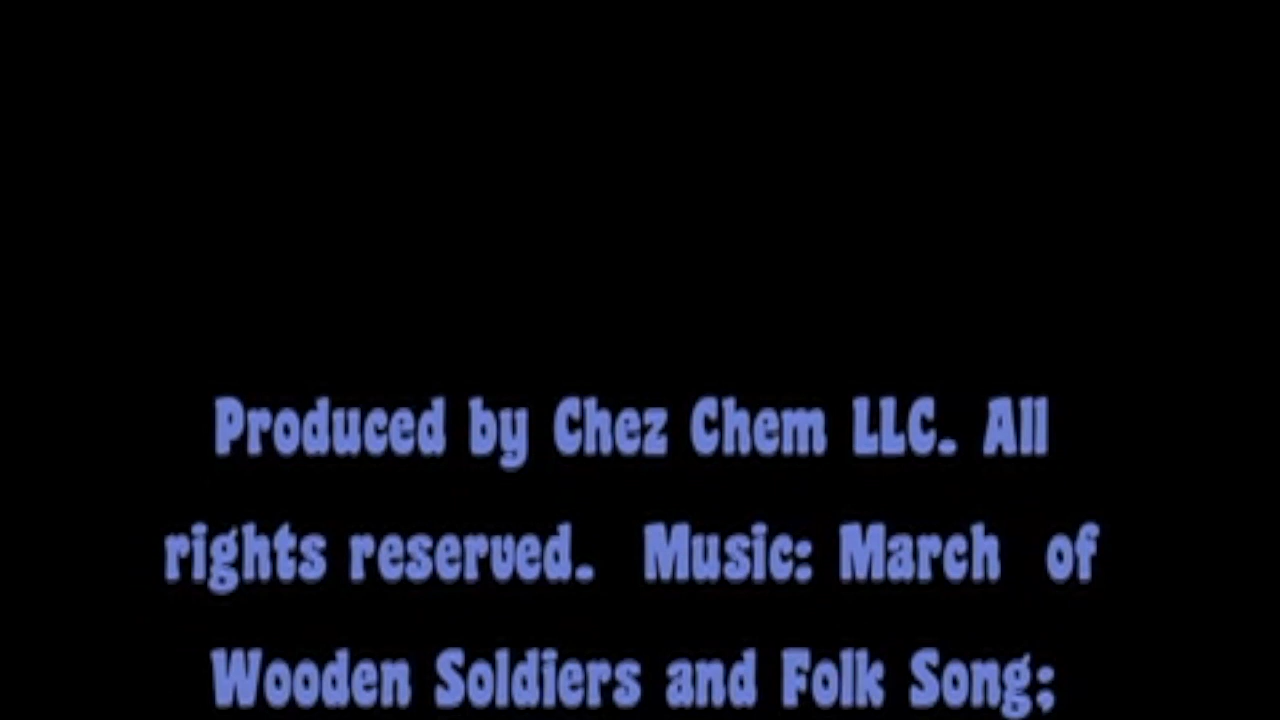 Produced by Chez Chem LLC. All
rights reserved. Music: March of
Wooden Soldiers and Folk Song;